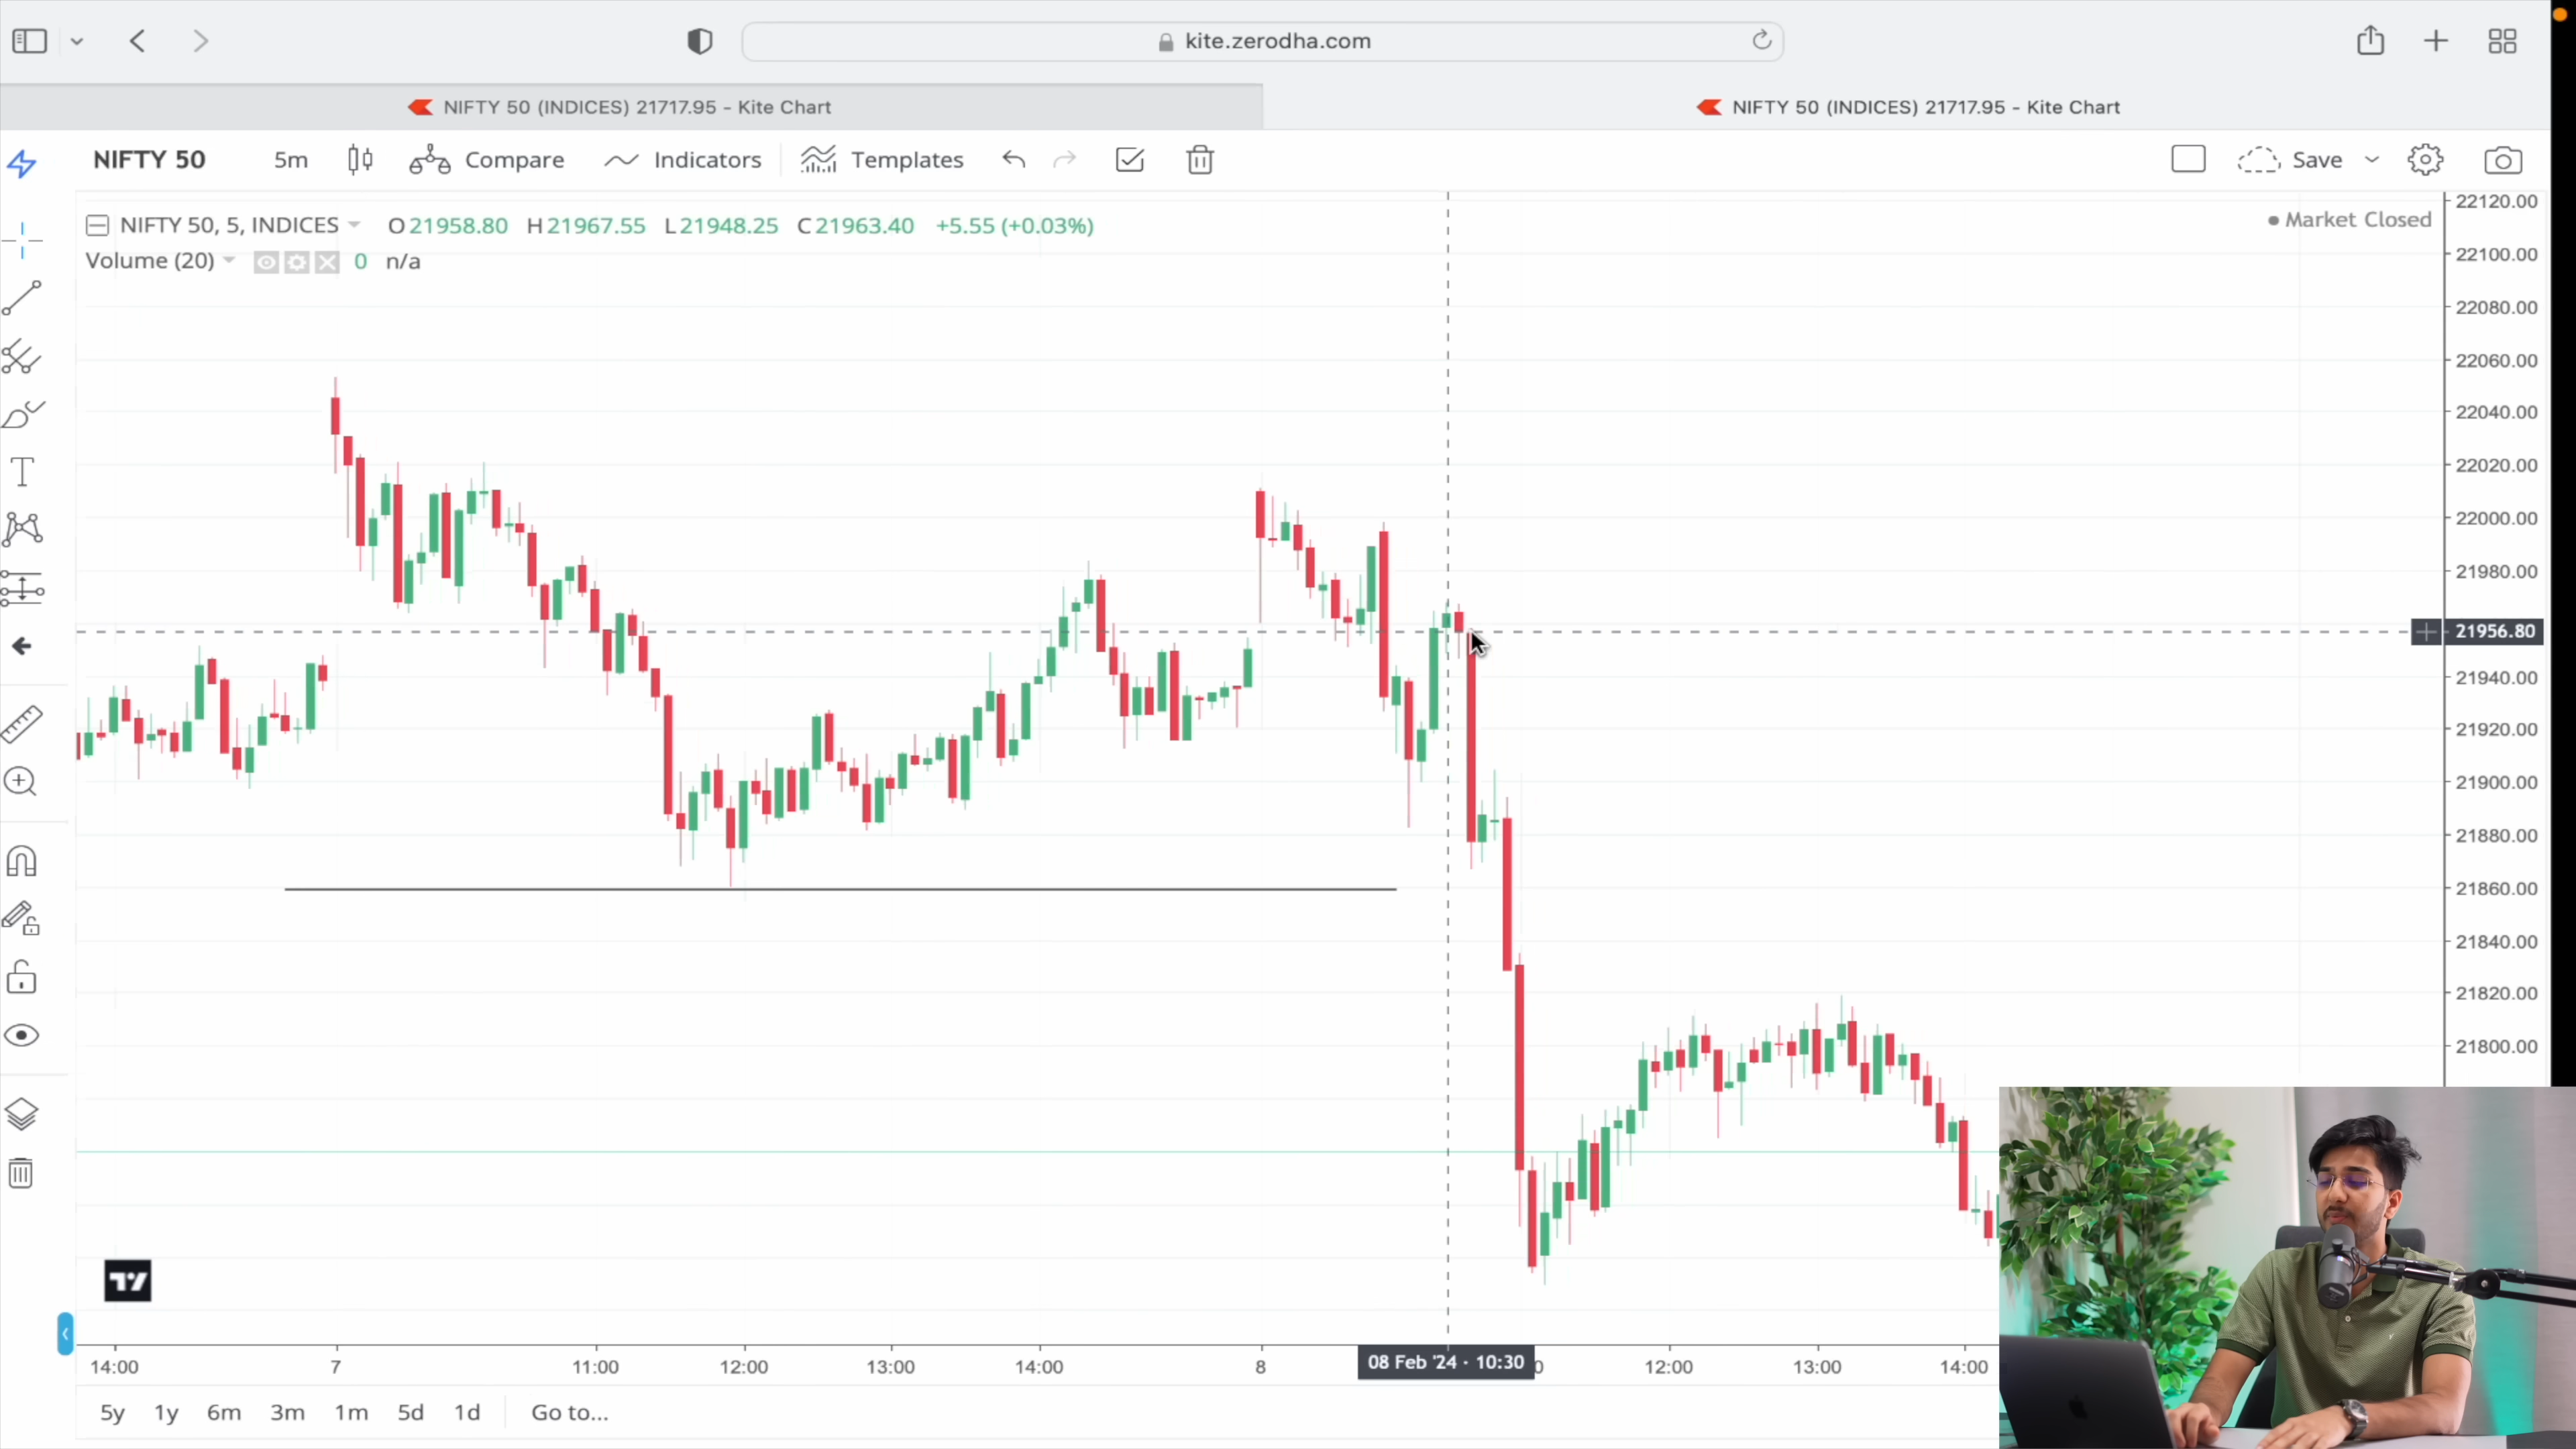 kite.zerodha.com
NIFTY 50 (INDICES) 21717.95 - Kite Chart
NIFTY 50 (INDICES) 21717.95 - Kite Chart
NIFTY 50 5m Compare Indicators Templates Save
NIFTY 50, 5, INDICES O21958.80 H21967.55 L21948.25 C21963.40 +5.55 (+0.03%)
Market Closed
Volume (20) 0 n/a
22120.00
22100.00
22080.00
22060.00
22040.00
22020.00
22000.00
21980.00
21956.80
21940.00
21920.00
21900.00
21880.00
21860.00
21840.00
21820.00
21800.00
14:00 7 11:00 12:00 13:00 14:00 8 08 Feb '24 · 10:30 0 12:00 13:00 14:00
5y 1y 6m 3m 1m 5d 1d Go to...